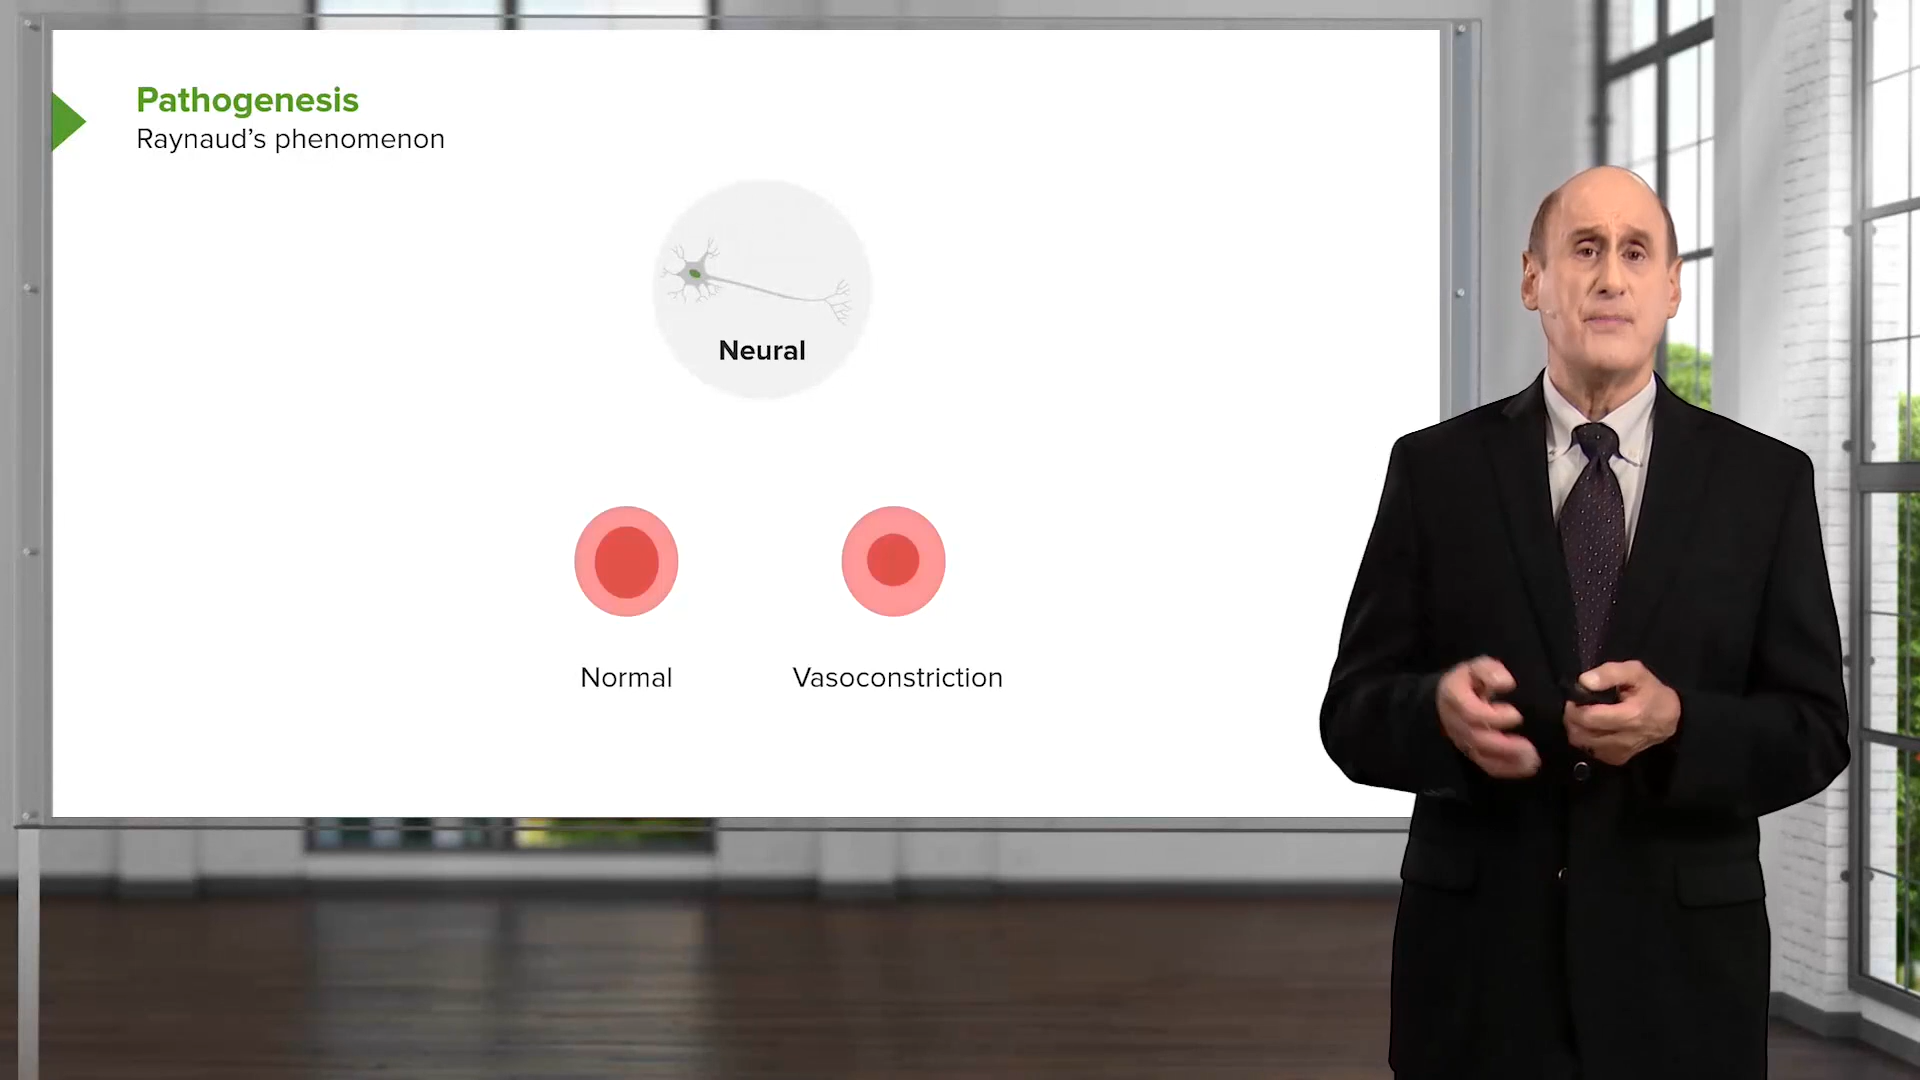 Pathogenesis
Raynaud’s phenomenon
Neural
Normal
Vasoconstriction